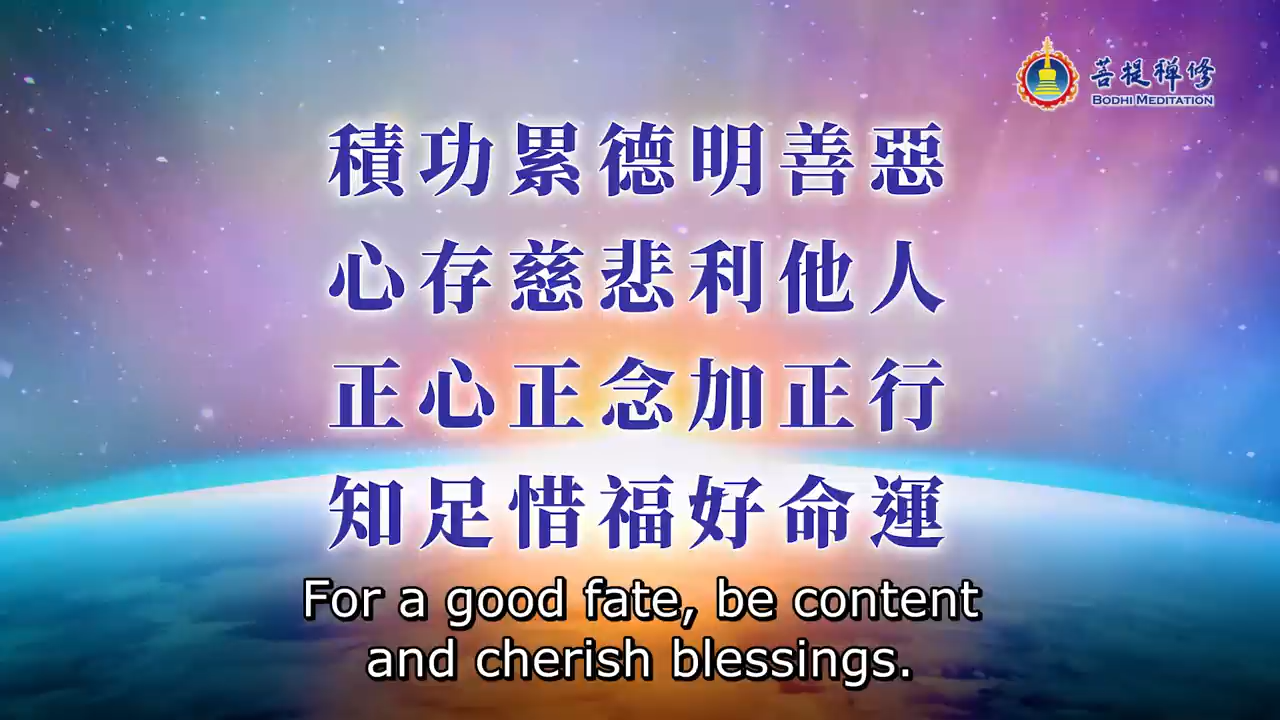 菩提禪修
BODHI MEDITATION
積功累德明善惡
心存慈悲利他人
正心正念加正行
知足惜福好命運
For a good fate, be content
and cherish blessings.